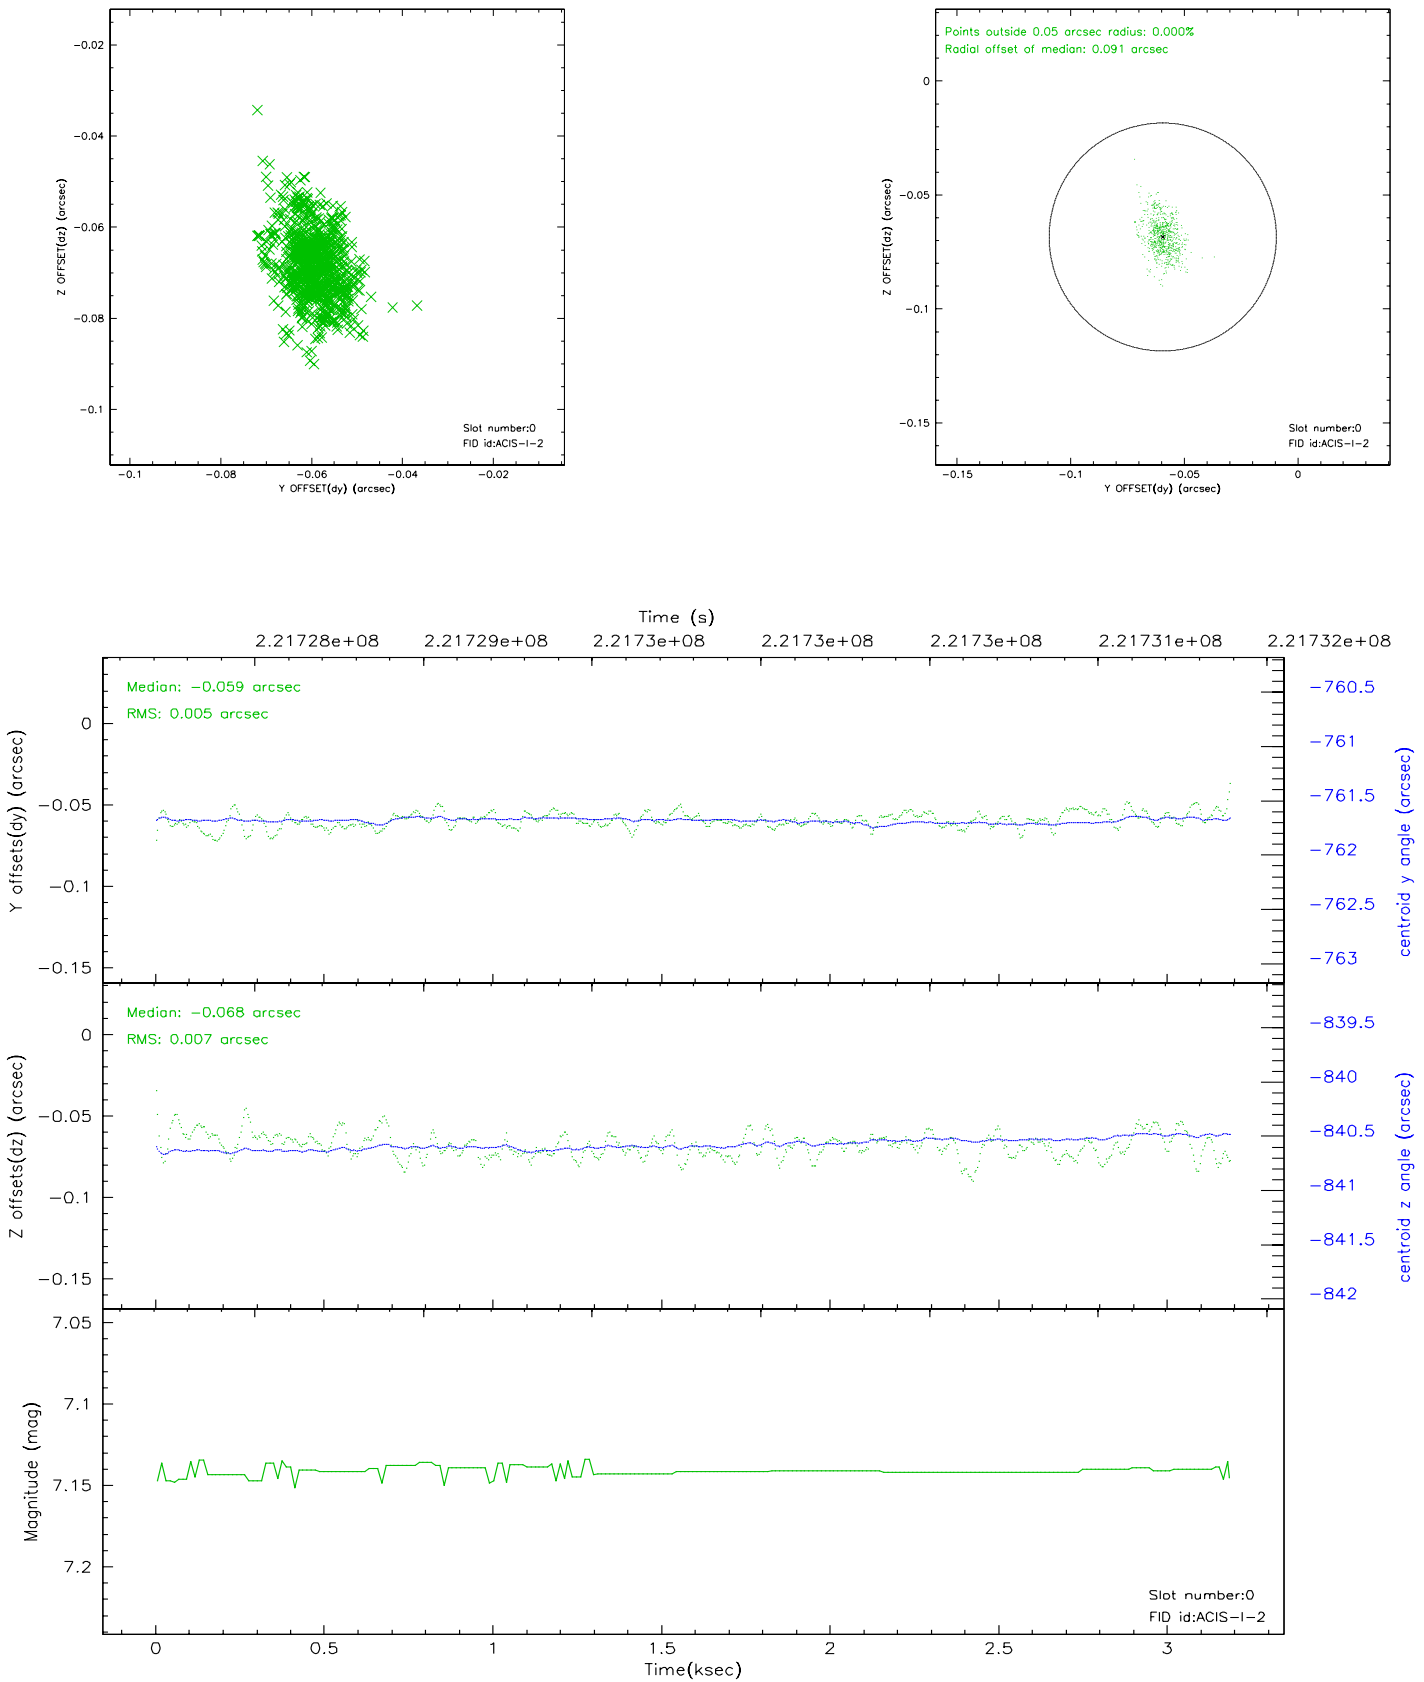 −0.02
−0.04
−0.06
−0.08
−0.1
Z OFFSET(dz) (arcsec)
Slot number:0
FID id:ACIS−I−2
−0.1 −0.08 −0.06 −0.04 −0.02
Y OFFSET(dy) (arcsec)
Points outside 0.05 arcsec radius: 0.000%
Radial offset of median: 0.091 arcsec
0
−0.05
−0.1
−0.15
Z OFFSET(dz) (arcsec)
Slot number:0
FID id:ACIS−I−2
−0.15 −0.1 −0.05 0
Y OFFSET(dy) (arcsec)
Time (s)
2.21728e+08 2.21729e+08 2.2173e+08 2.2173e+08 2.2173e+08 2.21731e+08 2.21732e+08
Median: −0.059 arcsec
RMS: 0.005 arcsec
0
−0.05
−0.1
−0.15
Y offsets(dy) (arcsec)
−760.5
−761
−761.5
−762
−762.5
−763
centroid y angle (arcsec)
Median: −0.068 arcsec
RMS: 0.007 arcsec
0
−0.05
−0.1
−0.15
Z offsets(dz) (arcsec)
−839.5
−840
−840.5
−841
−841.5
−842
centroid z angle (arcsec)
7.05
7.1
7.15
7.2
Magnitude (mag)
Slot number:0
FID id:ACIS−I−2
0 0.5 1 1.5 2 2.5 3
Time(ksec)